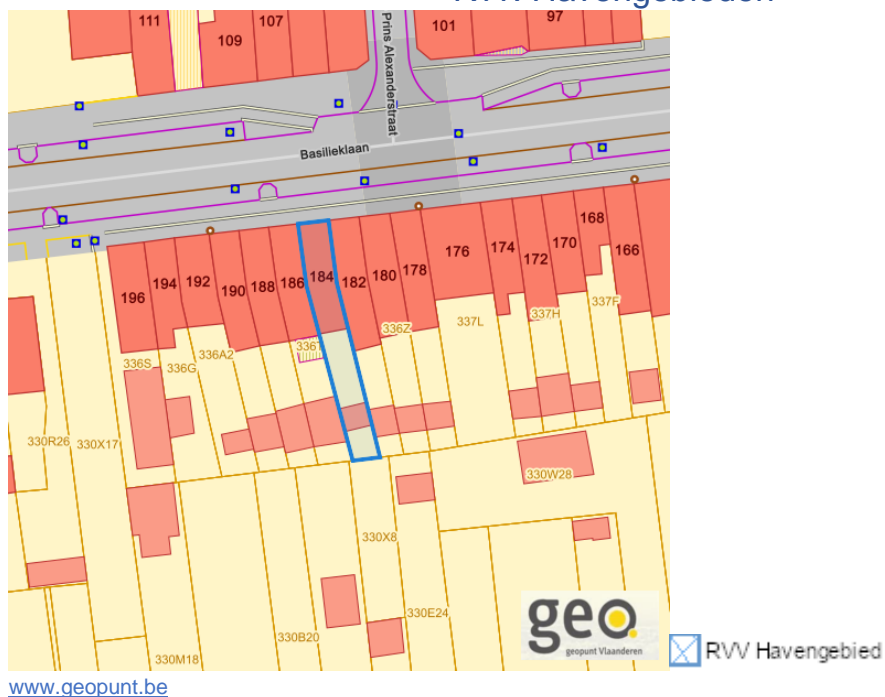 RVV Havengebieden
111
109
107
101
97
Prins Alexanderstraat
Basilieklaan
196
194
192
190
188
186
184
182
180
178
176
174
172
170
168
166
336S
336G
336A2
336Z
337L
337H
337F
330R26
330X17
330W28
330X8
330E24
330B20
330M18
geo.
geopunt Vlaanderen
RVV Havengebied
www.geopunt.be